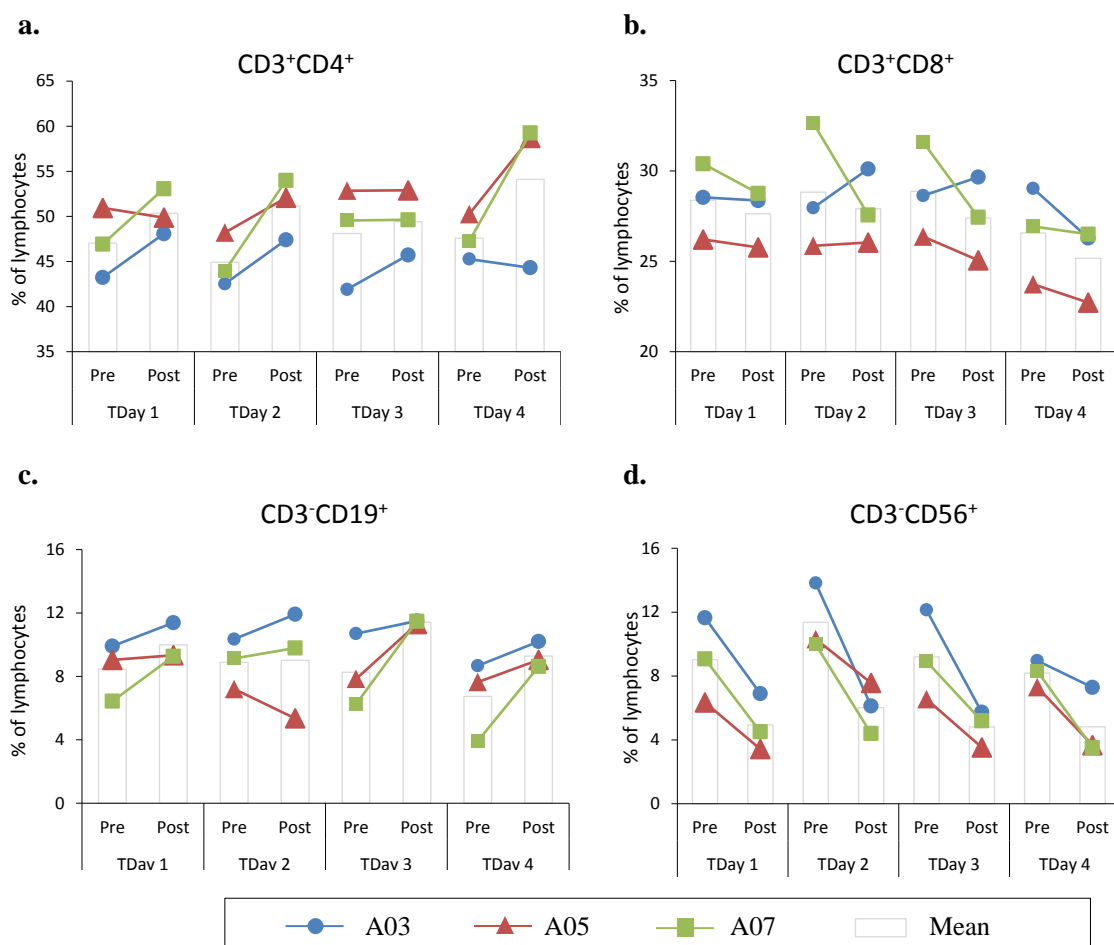 a.
CD3⁺CD4⁺
% of lymphocytes
65
60
55
50
45
40
35
Pre Post Pre Post Pre Post Pre Post
TDay 1 TDay 2 TDay 3 TDay 4
b.
CD3⁺CD8⁺
% of lymphocytes
35
30
25
20
Pre Post Pre Post Pre Post Pre Post
TDay 1 TDay 2 TDay 3 TDay 4
c.
CD3⁻CD19⁺
% of lymphocytes
16
12
8
4
0
Pre Post Pre Post Pre Post Pre Post
TDav 1 TDav 2 TDav 3 TDav 4
d.
CD3⁻CD56⁺
% of lymphocytes
16
12
8
4
0
Pre Post Pre Post Pre Post Pre Post
TDay 1 TDay 2 TDay 3 TDay 4
A03 A05 A07 Mean